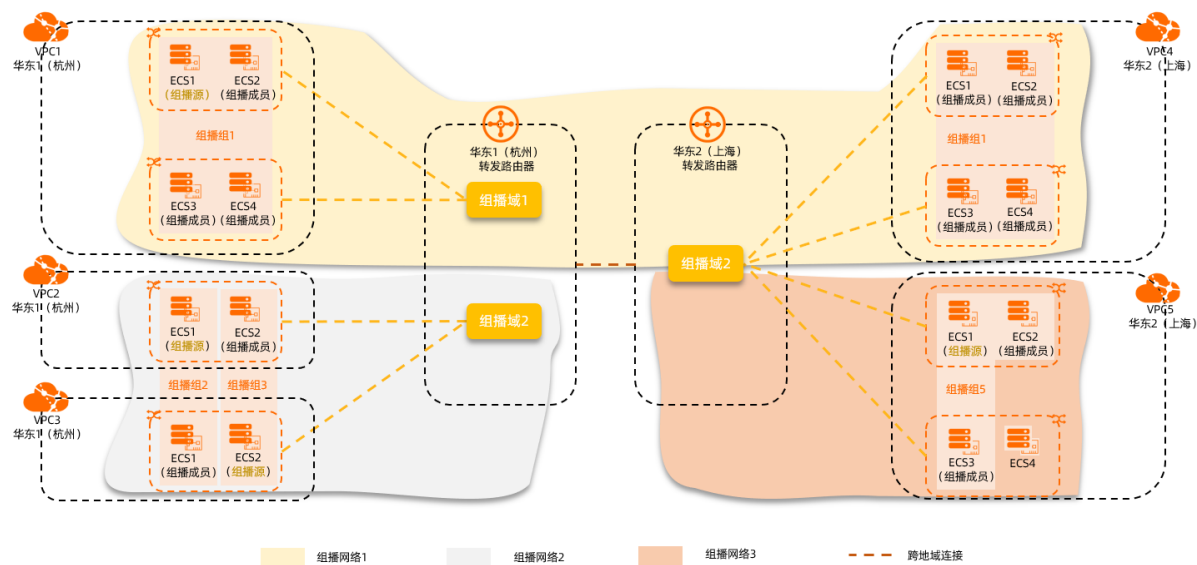 VPC1
华东1（杭州）
ECS1
（组播源）
ECS2
（组播成员）
组播组1
ECS3
（组播成员）
ECS4
（组播成员）
VPC2
华东1（杭州）
ECS1
（组播源）
ECS2
（组播成员）
组播组2
组播组3
VPC3
华东1（杭州）
ECS1
（组播成员）
ECS2
（组播源）
华东1（杭州）
转发路由器
组播域1
组播域2
华东2（上海）
转发路由器
组播域2
VPC4
华东2（上海）
ECS1
（组播成员）
ECS2
（组播成员）
组播组1
ECS3
（组播成员）
ECS4
（组播成员）
VPC5
华东2（上海）
ECS1
（组播源）
ECS2
（组播成员）
组播组5
ECS3
（组播成员）
ECS4
组播网络1
组播网络2
组播网络3
跨地域连接